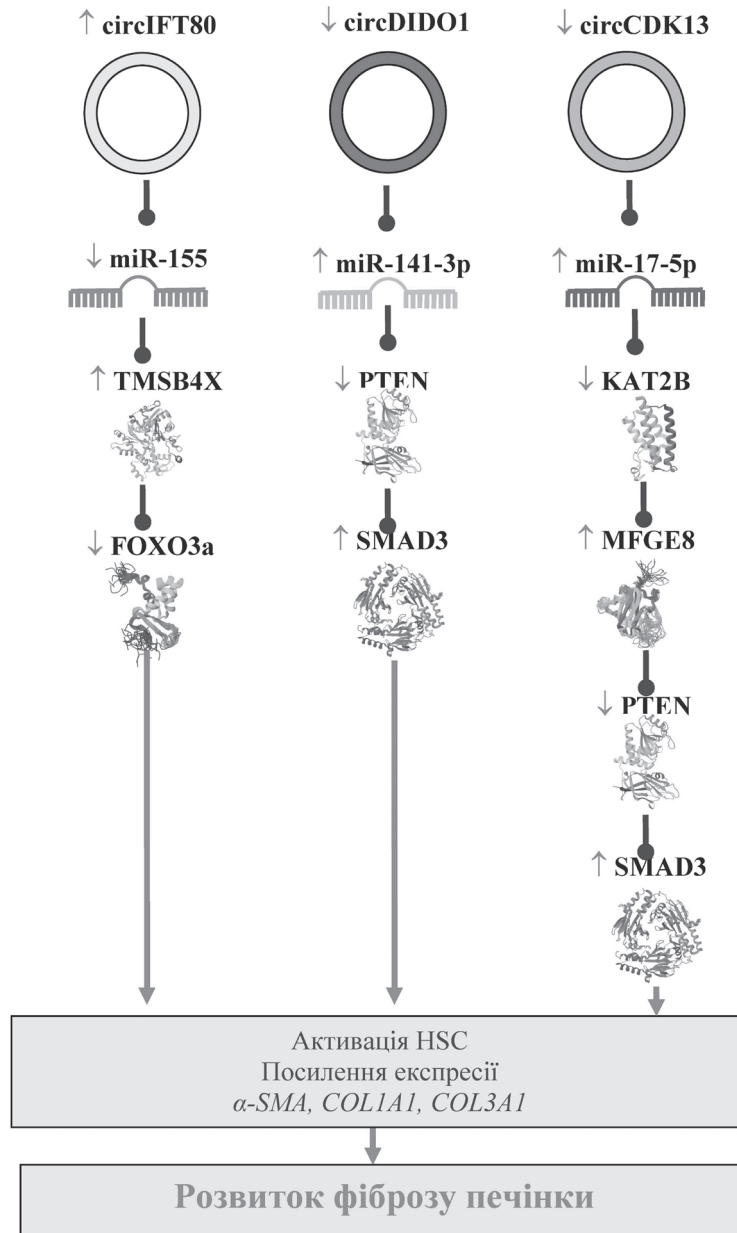 ↑ circIFT80
↓ circDIDO1
↓ circCDK13
↓ miR-155
↑ miR-141-3p
↑ miR-17-5p
↑ TMSB4X
↓ PTEN
↓ KAT2B
↓ FOXO3a
↑ SMAD3
↑ MFGE8
↓ PTEN
↑ SMAD3
Активація HSC
Посилення експресії
α-SMA, COL1A1, COL3A1
Розвиток фіброзу печінки